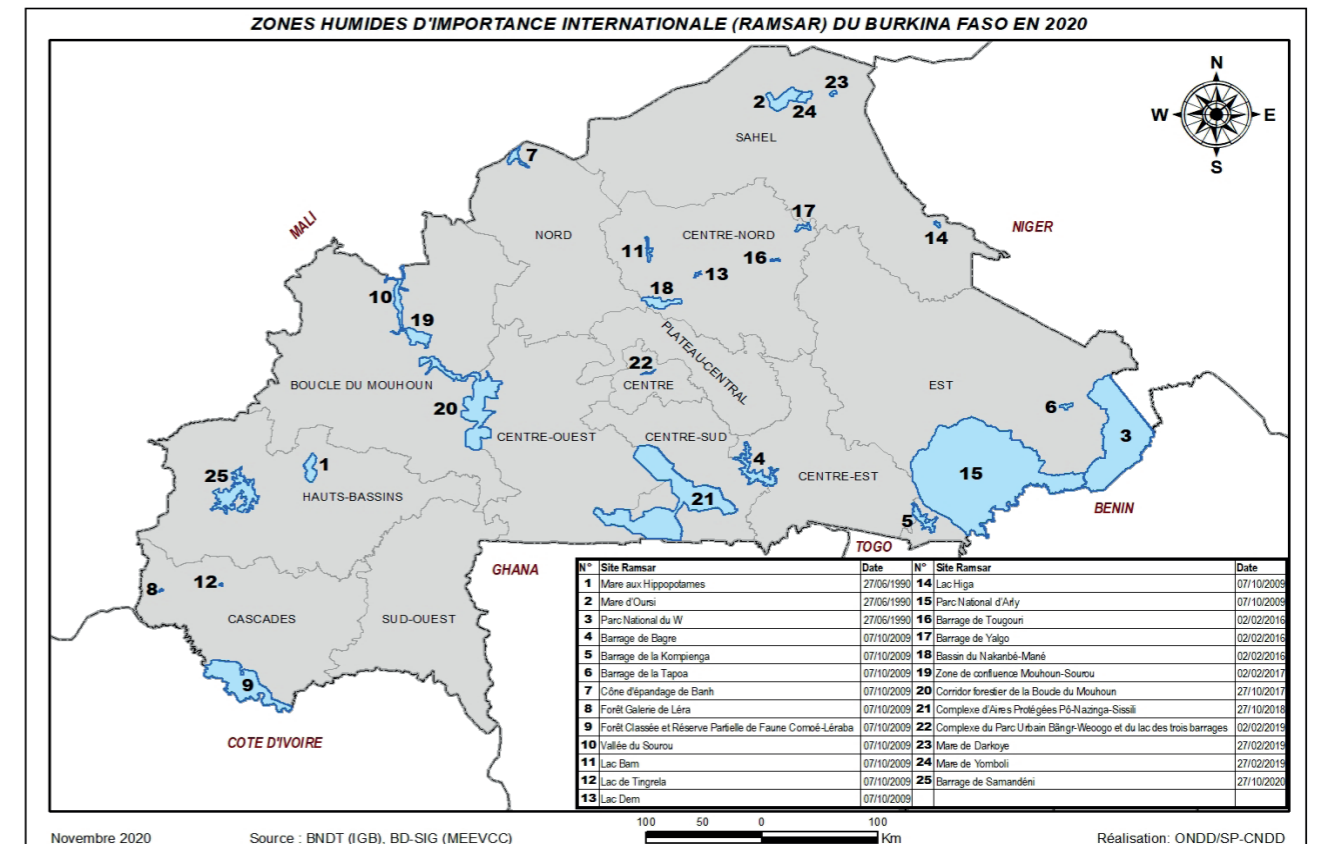 ZONES HUMIDES D'IMPORTANCE INTERNATIONALE (RAMSAR) DU BURKINA FASO EN 2020
N
W E
S
23
2
24
SAHEL
7
MALI
17
NORD
CENTRE-NORD
14
NIGER
11
16
13
10
18
19
PLATEAU-CENTRAL
22
BOUCLE DU MOUHOUN
CENTRE
EST
20
6
3
CENTRE-OUEST
CENTRE-SUD
4
15
25
1
CENTRE-EST
HAUTS-BASSINS
21
BENIN
5
TOGO
GHANA
8
12
CASCADES
SUD-OUEST
9
COTE D'IVOIRE
N° Site Ramsar Date N° Site Ramsar Date
1 Mare aux Hippopotames 27/06/1990 14 Lac Higa 07/10/2009
2 Mare d'Oursi 27/06/1990 15 Parc National d'Arly 07/10/2009
3 Parc National du W 27/06/1990 16 Barrage de Tougouri 02/02/2016
4 Barrage de Bagre 07/10/2009 17 Barrage de Yalgo 02/02/2016
5 Barrage de la Kompienga 07/10/2009 18 Bassin du Nakanbé-Mané 02/02/2016
6 Barrage de la Tapoa 07/10/2009 19 Zone de confluence Mouhoun-Sourou 02/02/2017
7 Cône d'épandage de Banh 07/10/2009 20 Corridor forestier de la Boucle du Mouhoun 27/10/2017
8 Forêt Galerie de Léra 07/10/2009 21 Complexe d'Aires Protégées Pô-Nazinga-Sissili 27/10/2018
9 Forêt Classée et Réserve Partielle de Faune Comoé-Léraba 07/10/2009 22 Complexe du Parc Urbain Bãngr-Weoogo et du lac des trois barrages 02/02/2019
10 Vallée du Sourou 07/10/2009 23 Mare de Darkoye 27/02/2019
11 Lac Bam 07/10/2009 24 Mare de Yomboli 27/02/2019
12 Lac de Tingrela 07/10/2009 25 Barrage de Samandéni 27/10/2020
13 Lac Dem 07/10/2009
100 50 0 100
Km
Novembre 2020 Source : BNDT (IGB), BD-SIG (MEEVCC) Réalisation: ONDD/SP-CNDD